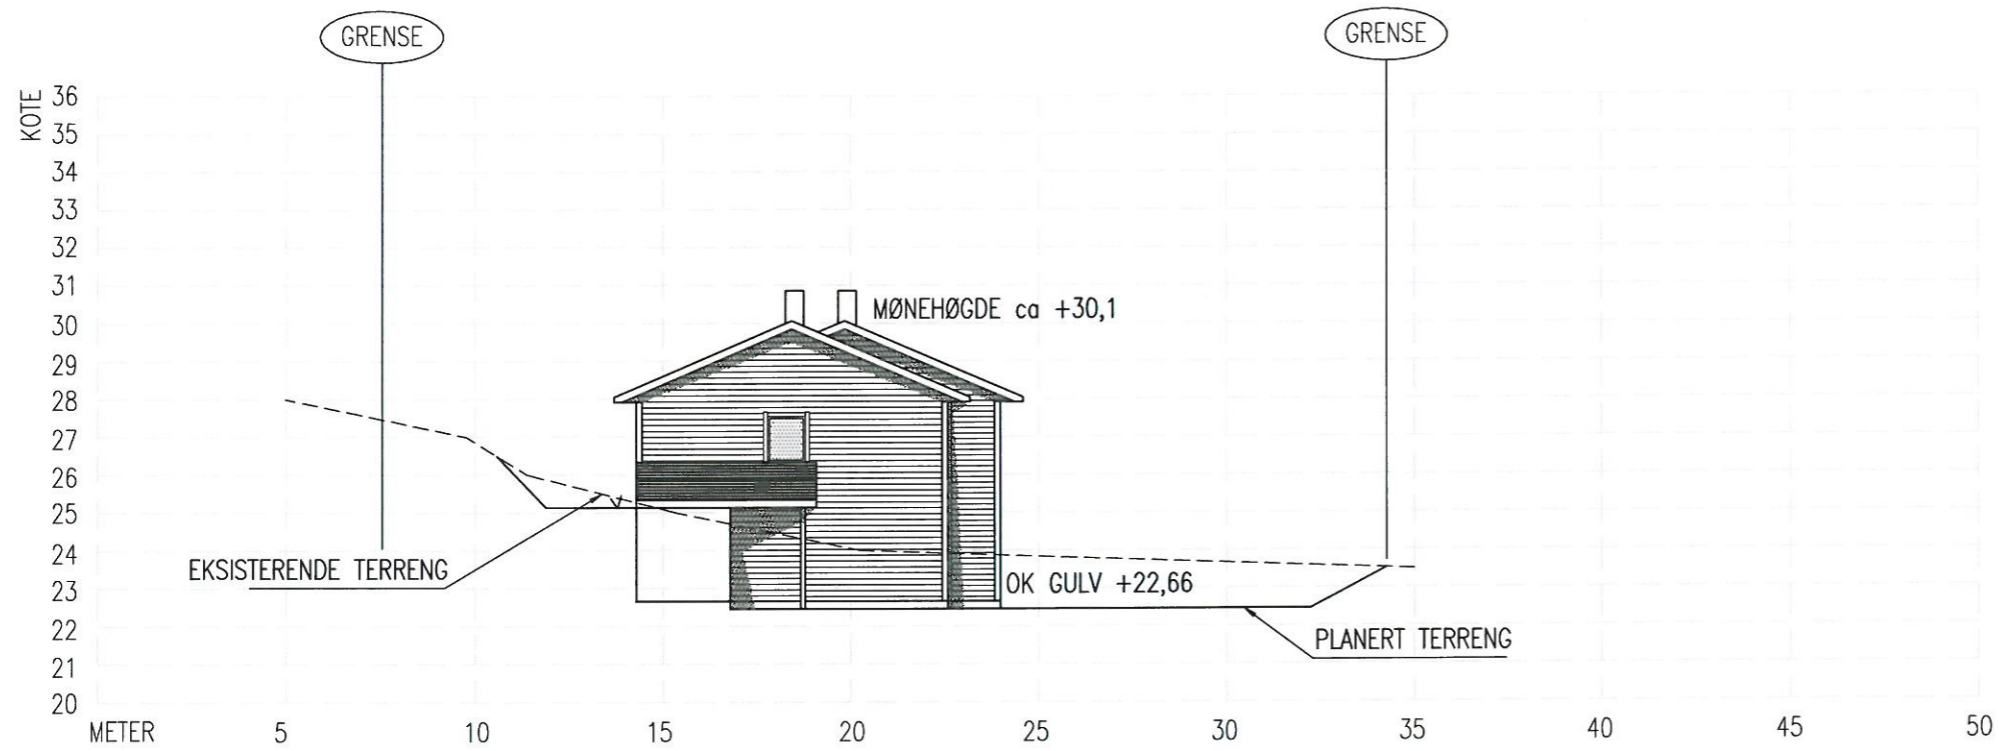 GRENSE
GRENSE
KOTE
36
35
34
33
32
31
30
29
28
27
26
25
24
23
22
21
20
MØNEHØGDE ca +30,1
EKSISTERENDE TERRENG
OK GULV +22,66
PLANERT TERRENG
METER 5 10 15 20 25 30 35 40 45 50